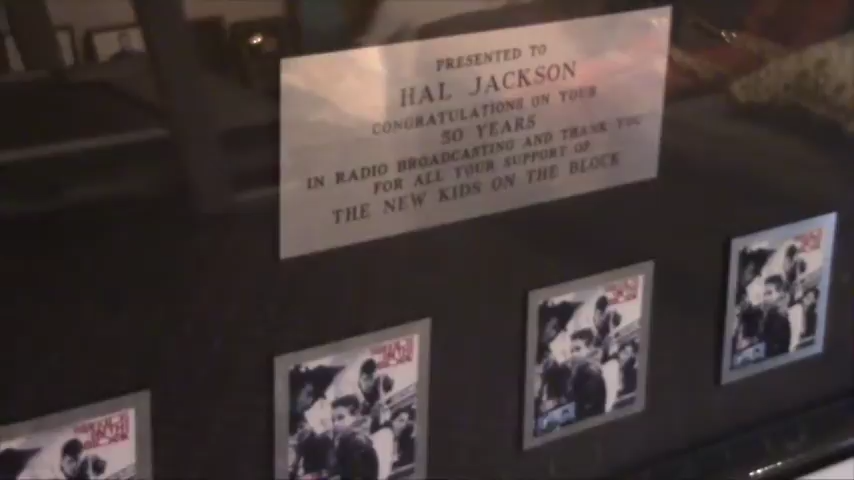 PRESENTED TO
HAL JACKSON
CONGRATULATIONS ON YOUR
50 YEARS
IN RADIO BROADCASTING AND THANK YOU
FOR ALL YOUR SUPPORT OF
THE NEW KIDS ON THE BLOCK